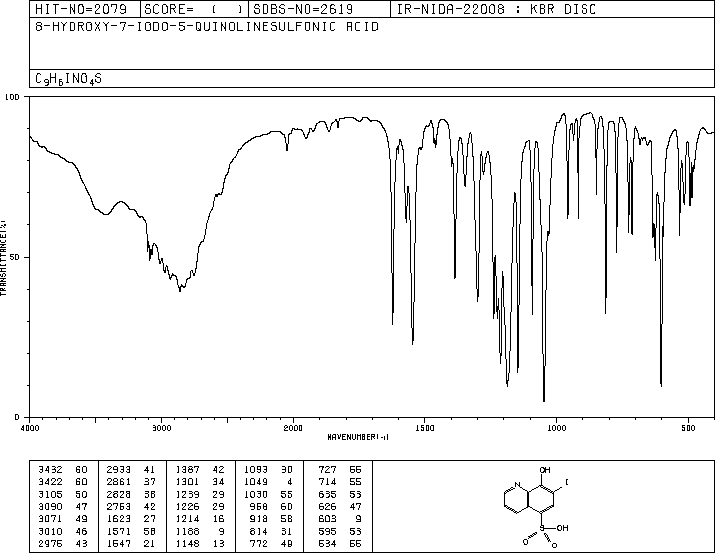 HIT-NO=2079 SCORE= ( ) SDBS-NO=2619 IR-NIDA-22008 : KBR DISC
8-HYDROXY-7-IODO-5-QUINOLINESULFONIC ACID
C9H6INO4S
100
TRANSMITTANCE(%)
50
0
4000 3000 2000 1500 1000 500
WAVENUMBER(-1)
3432 60 2933 41 1387 42 1093 30 727 55
3422 60 2861 37 1301 34 1049 4 714 55
3105 50 2828 38 1239 29 1030 55 635 53
3090 47 2753 42 1226 29 958 60 626 47
3071 49 1623 27 1214 16 918 58 603 9
3010 46 1571 58 1188 9 814 31 595 53
2975 43 1547 21 1148 13 772 49 534 55
OH
N
I
S
OH
O
O